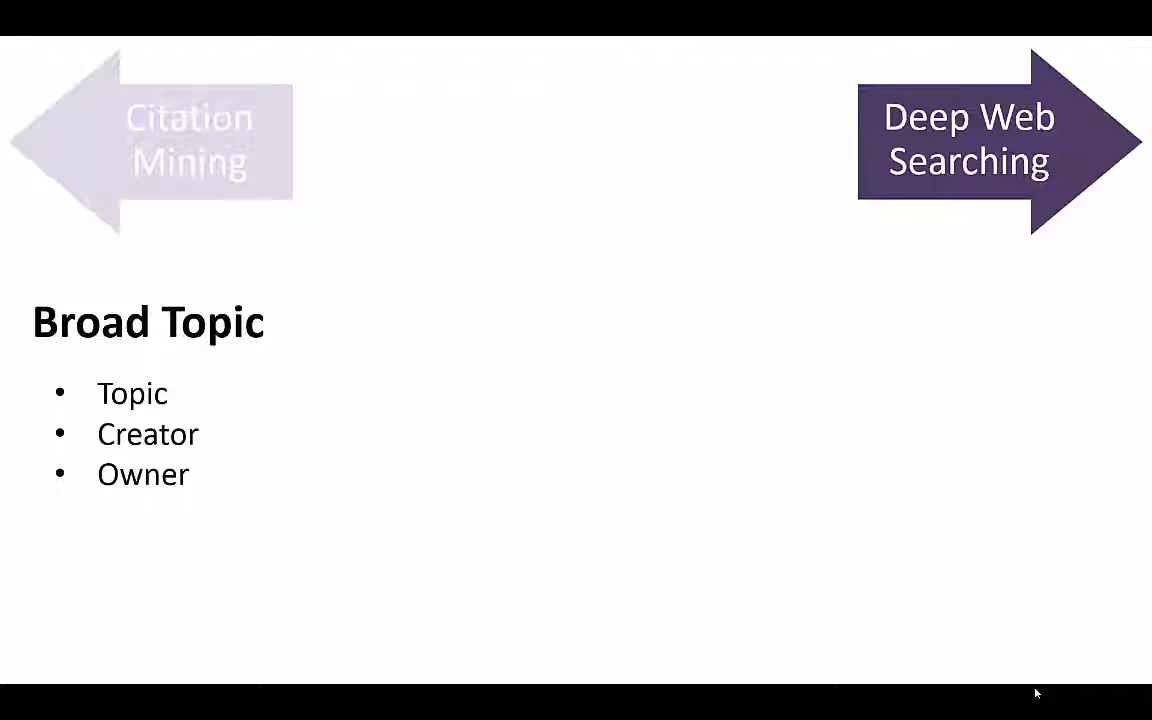 Citation
Mining
Deep Web
Searching
Broad Topic
• Topic
• Creator
• Owner